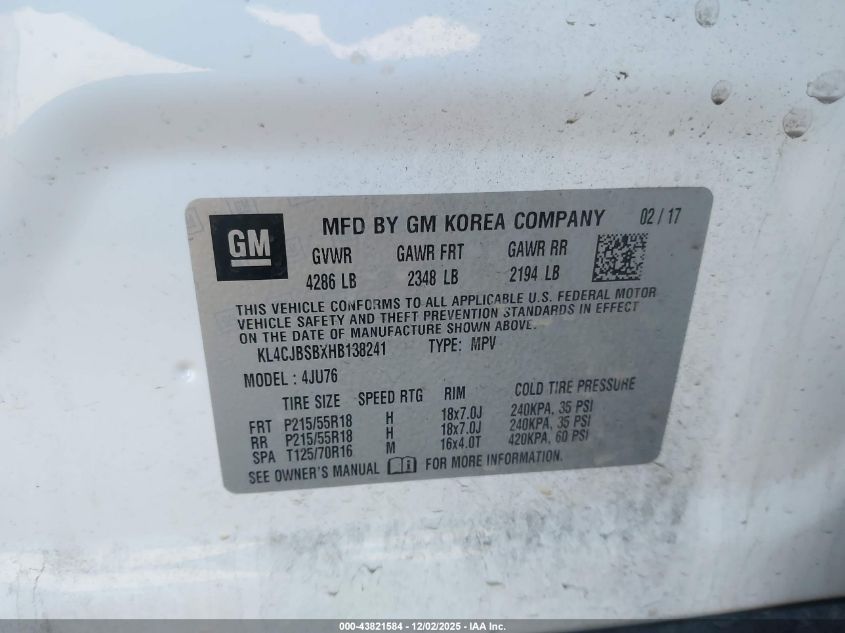 GM
MFD BY GM KOREA COMPANY 02 / 17
GVWR GAWR FRT GAWR RR
4286 LB 2348 LB 2194 LB
THIS VEHICLE CONFORMS TO ALL APPLICABLE U.S. FEDERAL MOTOR
VEHICLE SAFETY AND THEFT PREVENTION STANDARDS IN EFFECT
ON THE DATE OF MANUFACTURE SHOWN ABOVE.
KL4CJBSBXHB138241 TYPE: MPV
MODEL : 4JU76
TIRE SIZE SPEED RTG RIM COLD TIRE PRESSURE
FRT P215/55R18 H 18x7.0J 240KPA, 35 PSI
RR P215/55R18 H 18x7.0J 240KPA, 35 PSI
SPA T125/70R16 M 16x4.0T 420KPA, 60 PSI
SEE OWNER'S MANUAL FOR MORE INFORMATION.
000-43821584 - 12/02/2025 - IAA Inc.